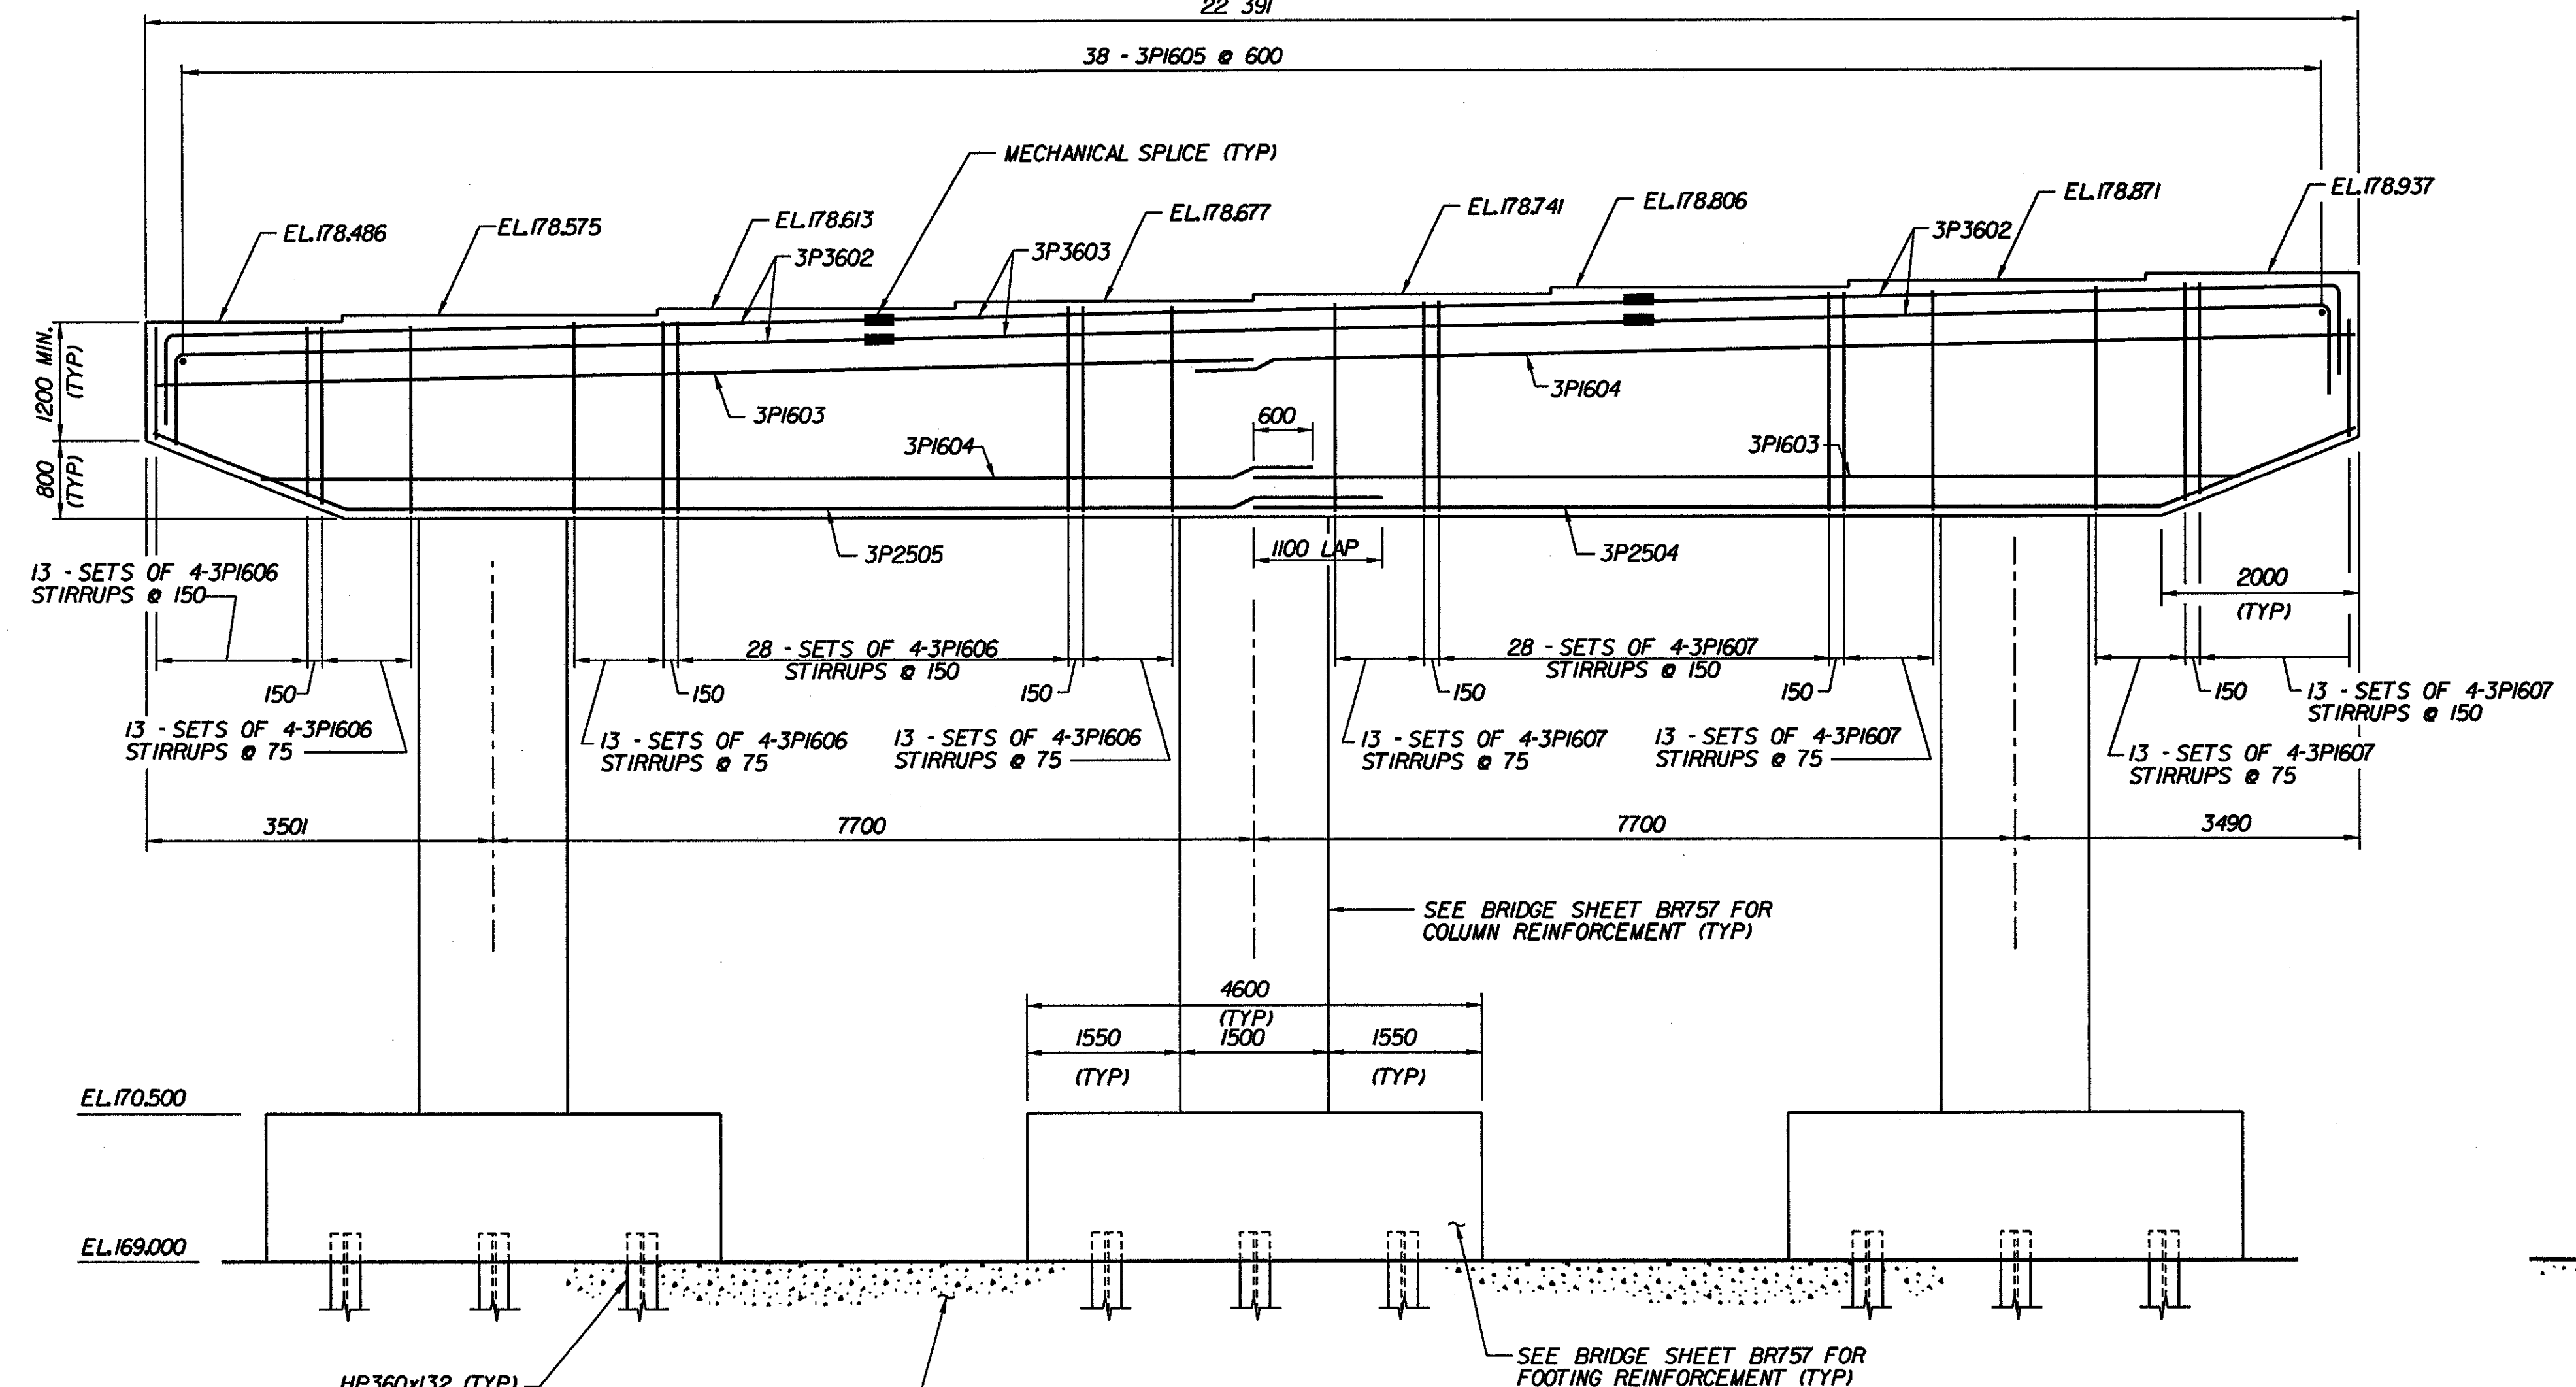 22 391
38 - 3P1605 @ 600
MECHANICAL SPLICE (TYP)
EL.178.486
EL.178.575
EL.178.613
EL.178.677
EL.178.741
EL.178.806
EL.178.871
EL.178.937
3P3602
3P3603
3P3602
1200 MIN.
(TYP)
800
(TYP)
3P1603
3P1604
600
3P1604
3P1603
3P2505
1100 LAP
3P2504
2000
(TYP)
13 - SETS OF 4-3P1606
STIRRUPS @ 150
150
13 - SETS OF 4-3P1606
STIRRUPS @ 75
28 - SETS OF 4-3P1606
STIRRUPS @ 150
150
150
13 - SETS OF 4-3P1606
STIRRUPS @ 75
13 - SETS OF 4-3P1606
STIRRUPS @ 75
28 - SETS OF 4-3P1607
STIRRUPS @ 150
150
150
13 - SETS OF 4-3P1607
STIRRUPS @ 75
13 - SETS OF 4-3P1607
STIRRUPS @ 75
150
13 - SETS OF 4-3P1607
STIRRUPS @ 150
13 - SETS OF 4-3P1607
STIRRUPS @ 75
3501
7700
7700
3490
SEE BRIDGE SHEET BR757 FOR
COLUMN REINFORCEMENT (TYP)
4600
(TYP)
1550
1500
1550
(TYP)
(TYP)
EL.170.500
EL.169.000
SEE BRIDGE SHEET BR757 FOR
FOOTING REINFORCEMENT (TYP)
HP360x132 (TYP)